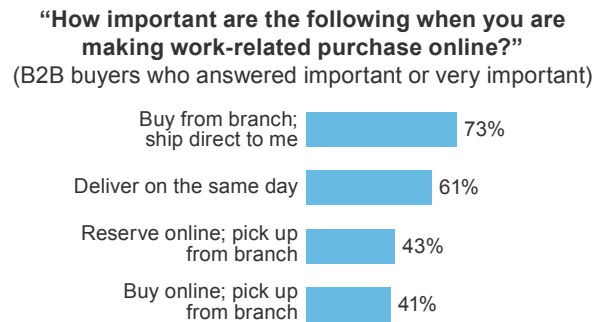 “How important are the following when you are
making work-related purchase online?”
(B2B buyers who answered important or very important)
Buy from branch;
ship direct to me
73%
Deliver on the same day
61%
Reserve online; pick up
from branch
43%
Buy online; pick up
from branch
41%